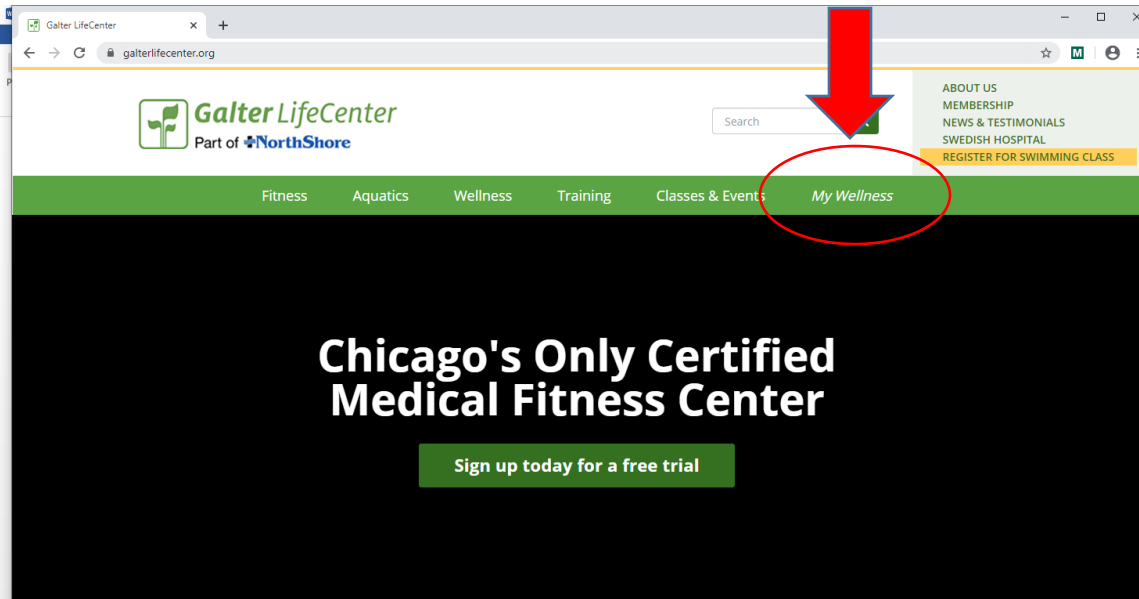 Galter LifeCenter
galterlifecenter.org
M
Galter LifeCenter
Part of NorthShore
Search
ABOUT US
MEMBERSHIP
NEWS & TESTIMONIALS
SWEDISH HOSPITAL
REGISTER FOR SWIMMING CLASS
Fitness Aquatics Wellness Training Classes & Events My Wellness
Chicago's Only Certified
Medical Fitness Center
Sign up today for a free trial